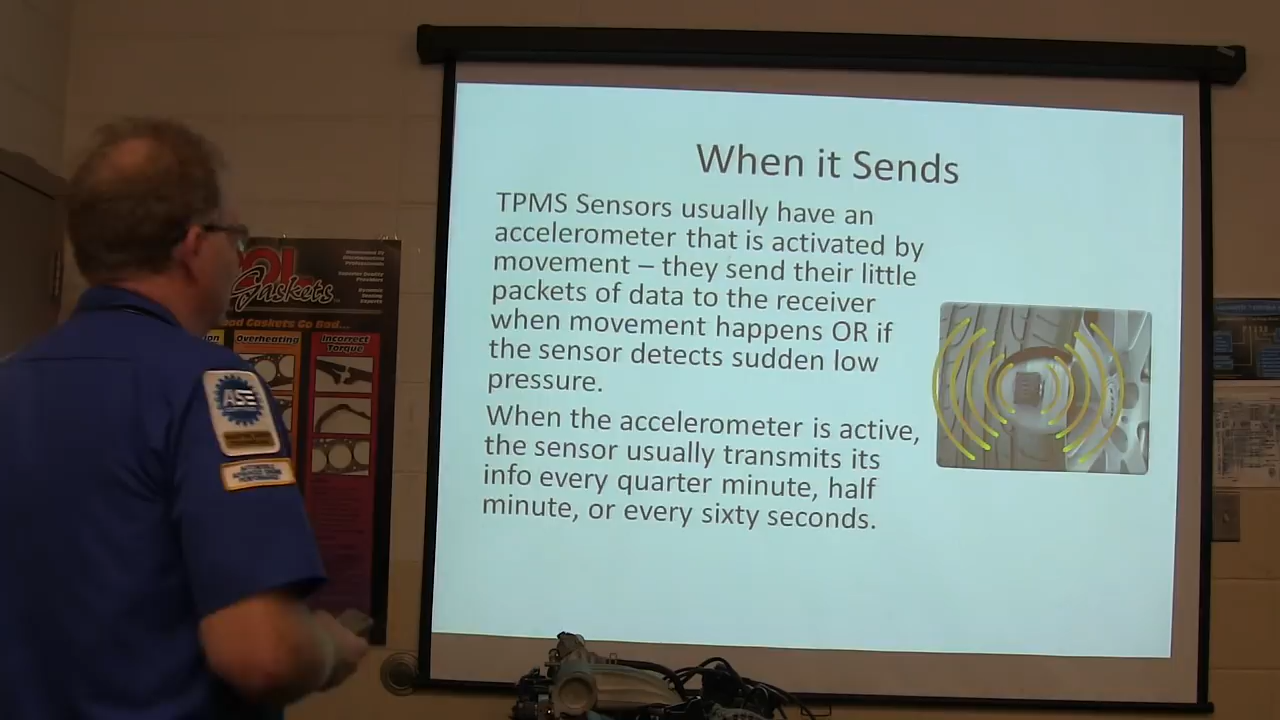 When it Sends
TPMS Sensors usually have an
accelerometer that is activated by
movement – they send their little
packets of data to the receiver
when movement happens OR if
the sensor detects sudden low
pressure.
When the accelerometer is active,
the sensor usually transmits its
info every quarter minute, half
minute, or every sixty seconds.
Gaskets
Gaskets Go Bad...
Overheating
Incorrect
Torque
ASE